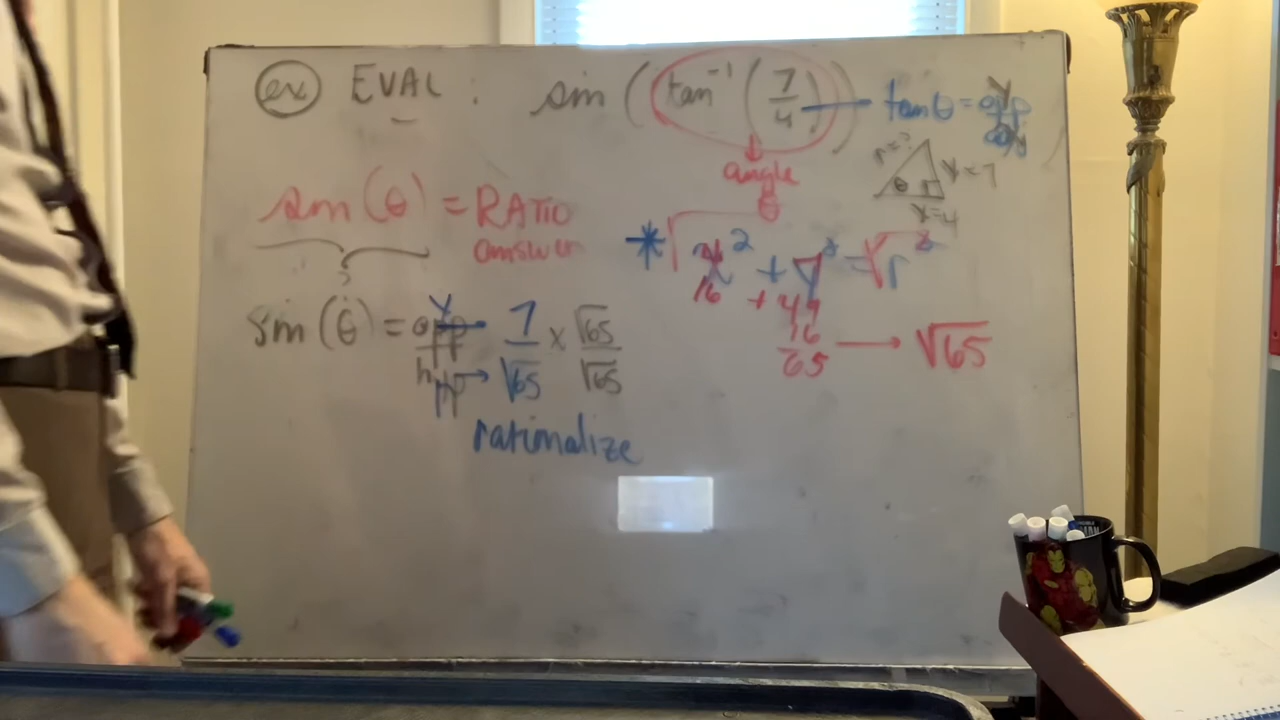 ex EVAL : sin(tan⁻¹(7/4)) → tanθ = opp/adj y
angle
θ
r=? θ y=7
x=4
sin(θ) = RATIO
answer
* √x² + y² = √r²
16 + 49
16
65 → √65
sin(θ) = opp/hyp y → 7/√65 x √65/√65
rationalize